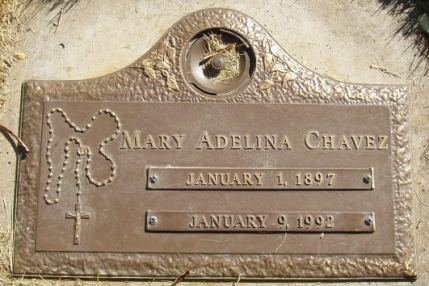 MARY ADELINA CHAVEZ
JANUARY 1, 1897
JANUARY 9, 1992